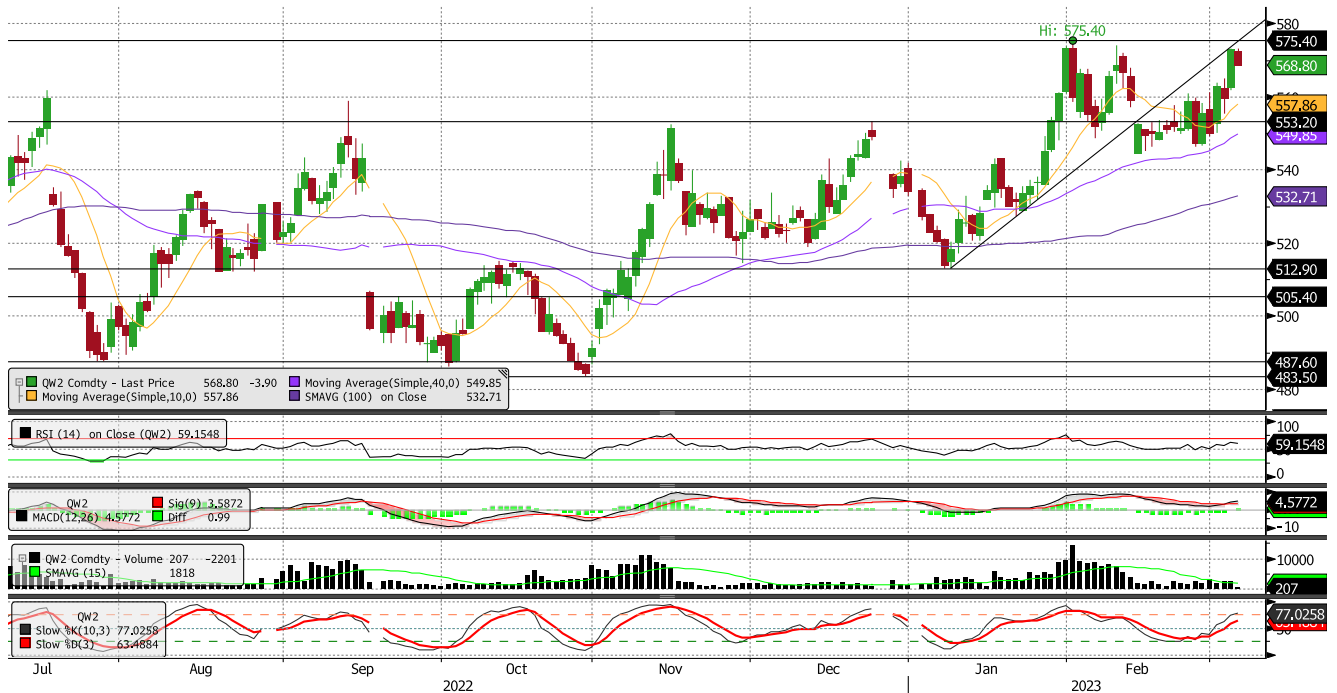 Hi: 575.40
580
575.40
568.80
557.86
553.20
549.85
540
532.71
520
512.90
505.40
500
487.60
483.50
480
QW2 Comdty - Last Price 568.80 -3.90 Moving Average(Simple,40,0) 549.85
Moving Average(Simple,10,0) 557.86 SMAVG (100) on Close 532.71
RSI (14) on Close (QW2) 59.1548
100
59.1548
0
QW2 Sig(9) 3.5872
MACD(12,26) 4.5772 Diff 0.99
4.5772
-10
QW2 Comdty - Volume 207 -2201
SMAVG (15) 1818
10000
207
QW2
Slow %K(10,3) 77.0258
Slow %D(3) 63.4884
77.0258
Jul Aug Sep Oct Nov Dec Jan Feb
2022 2023